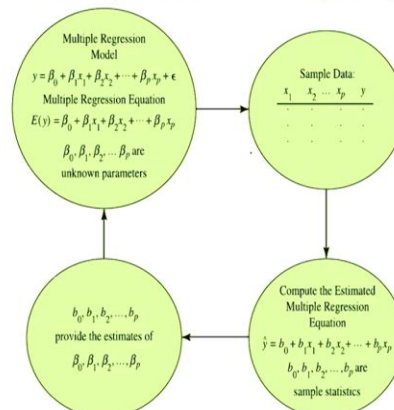 Multiple Regression
Model
y = β₀ + β₁x₁ + β₂x₂ + ··· + βₚxₚ + ϵ
Multiple Regression Equation
E(y) = β₀ + β₁x₁ + β₂x₂ + ··· + βₚxₚ
β₀, β₁, β₂, ... βₚ are
unknown parameters
Sample Data:
x₁ x₂ ... xₚ y
. . . .
. . . .
. . . .
Compute the Estimated
Multiple Regression
Equation
ŷ = b₀ + b₁x₁ + b₂x₂ + ··· + bₚxₚ
b₀, b₁, b₂, ..., bₚ are
sample statistics
b₀, b₁, b₂, ..., bₚ
provide the estimates of
β₀, β₁, β₂, ..., βₚ